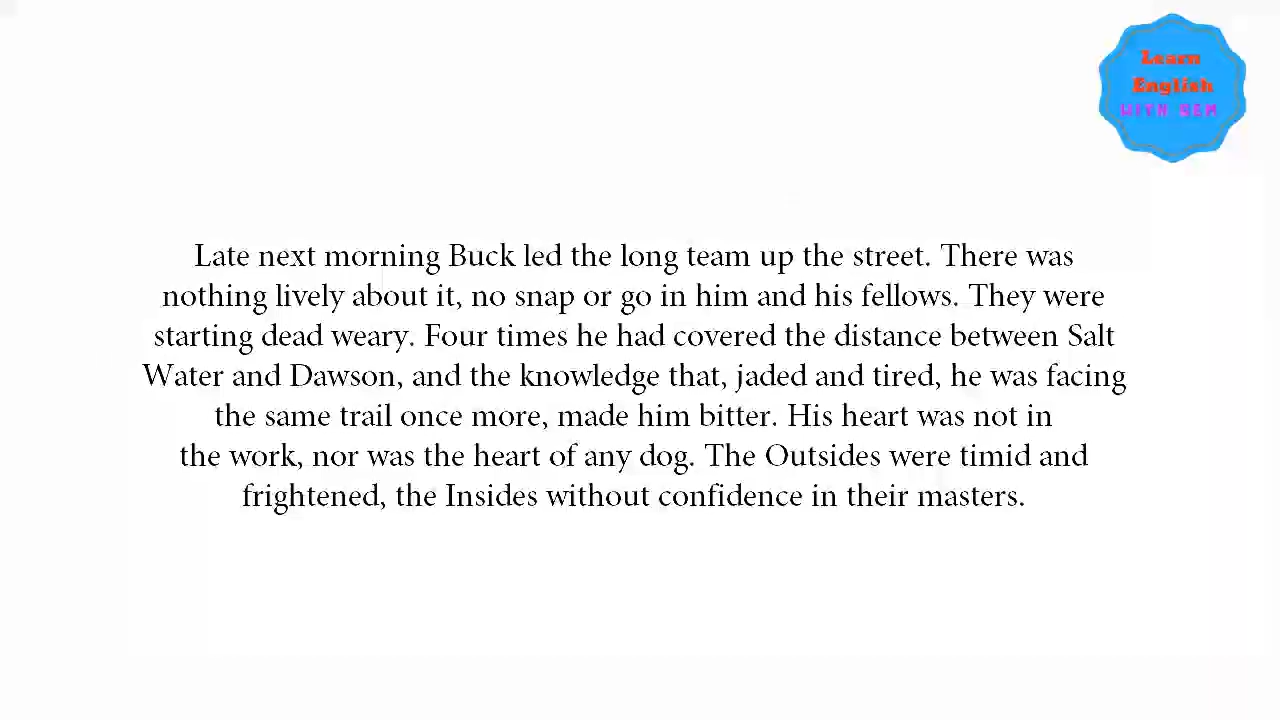 Learn
English
WITH GEM
Late next morning Buck led the long team up the street. There was
nothing lively about it, no snap or go in him and his fellows. They were
starting dead weary. Four times he had covered the distance between Salt
Water and Dawson, and the knowledge that, jaded and tired, he was facing
the same trail once more, made him bitter. His heart was not in
the work, nor was the heart of any dog. The Outsides were timid and
frightened, the Insides without confidence in their masters.